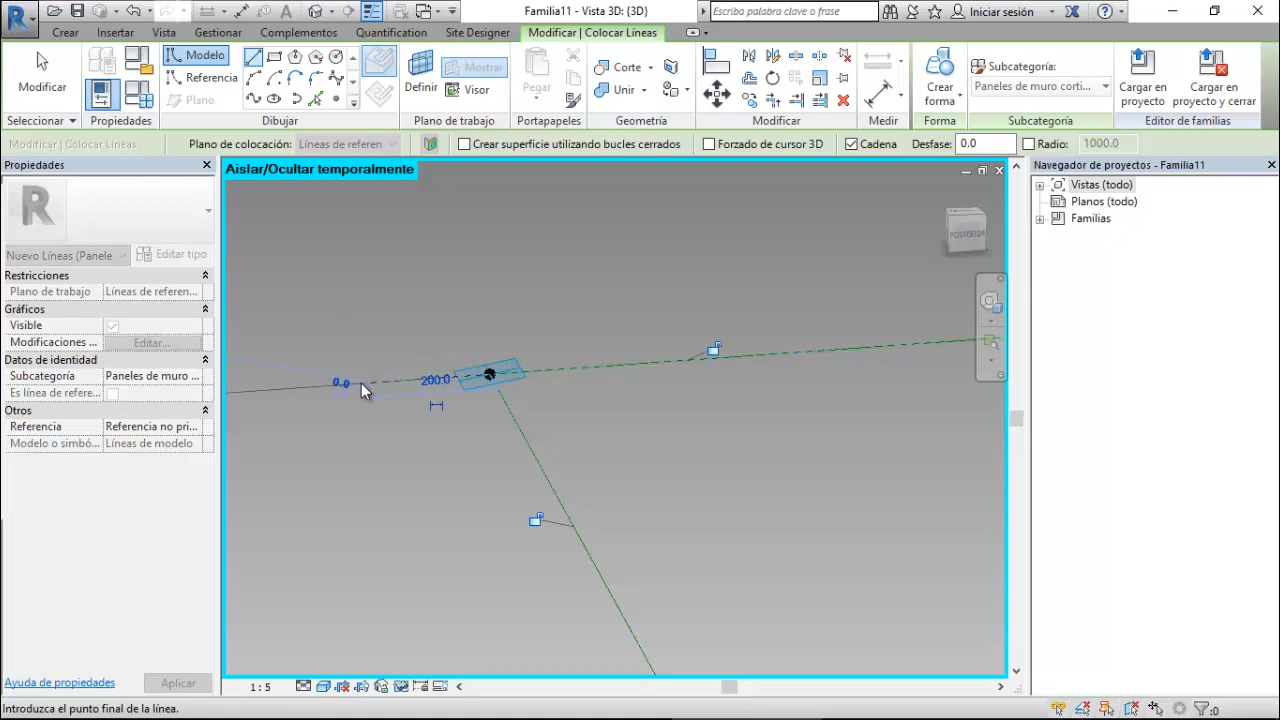 Familia11 - Vista 3D: {3D}
Escriba palabra clave o frase
Iniciar sesión
Crear
Insertar
Vista
Gestionar
Complementos
Quantification
Site Designer
Modificar | Colocar Líneas
Modificar
Seleccionar
Propiedades
Modelo
Referencia
Plano
Dibujar
Definir
Mostrar
Visor
Plano de trabajo
Pegar
Portapapeles
Corte
Unir
Geometría
Modificar
Medir
Crear forma
Forma
Subcategoría:
Paneles de muro corti...
Subcategoría
Cargar en proyecto
Cargar en proyecto y cerrar
Editor de familias
Modificar | Colocar Líneas
Plano de colocación:
Líneas de referen
Crear superficie utilizando bucles cerrados
Forzado de cursor 3D
Cadena
Desfase:
0.0
Radio:
1000.0
Propiedades
Nuevo Líneas (Panele
Editar tipo
Restricciones
Plano de trabajo
Líneas de referen...
Gráficos
Visible
Modificaciones ...
Editar...
Datos de identidad
Subcategoría
Paneles de muro ...
Es línea de refere...
Otros
Referencia
Referencia no pri...
Modelo o simbó...
Líneas de modelo
Ayuda de propiedades
Aplicar
Aislar/Ocultar temporalmente
POSTERIOR
0.0
200.0
1 : 5
Navegador de proyectos - Familia11
Vistas (todo)
Planos (todo)
Familias
Introduzca el punto final de la línea.
:0